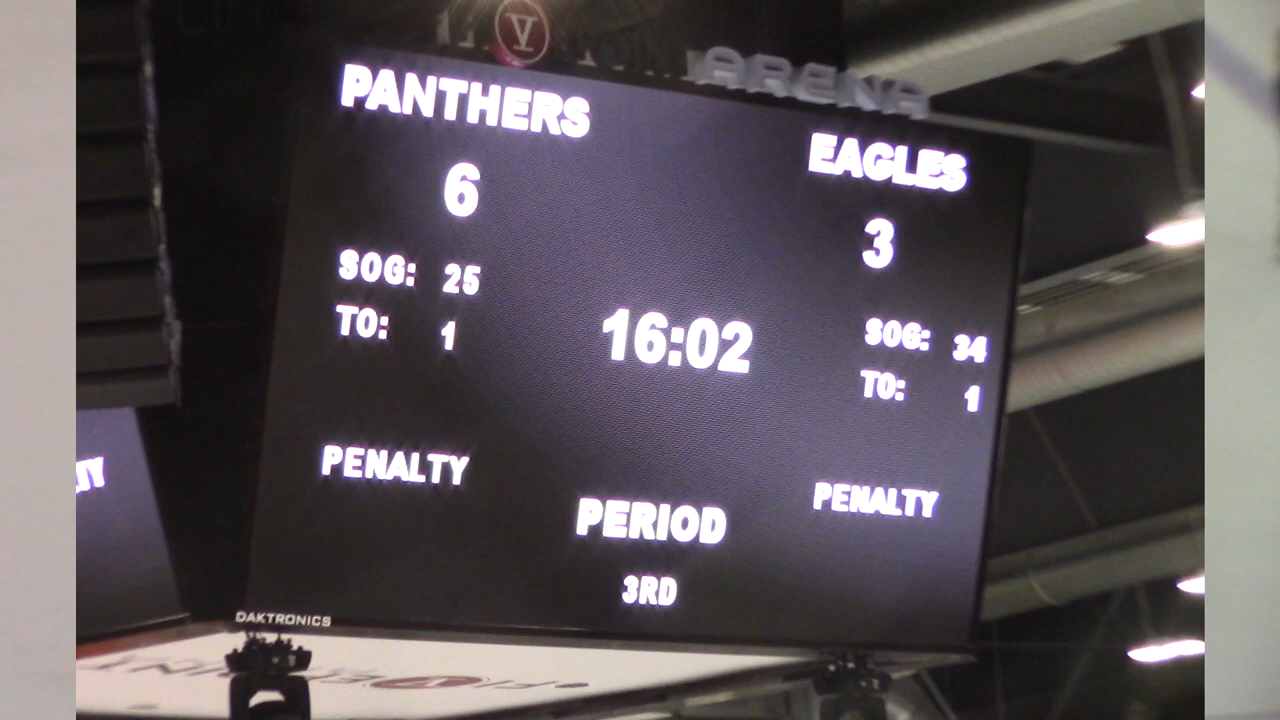 V
ARENA
PANTHERS
EAGLES
6
3
SOG: 25
SOG: 34
TO: 1
TO: 1
16:02
PENALTY
PENALTY
PERIOD
3RD
DAKTRONICS